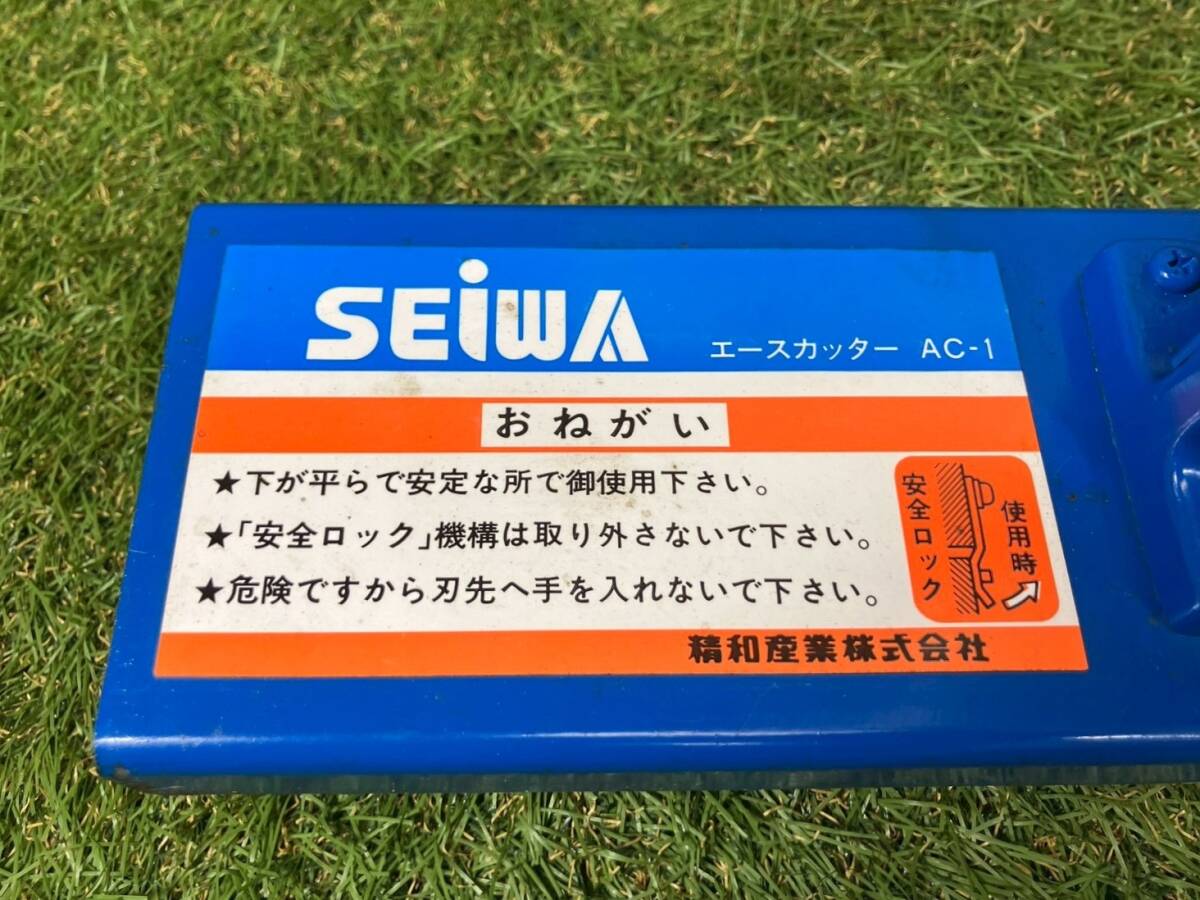 SEiWA
エースカッター AC-1
おねがい
★下が平らで安定な所で御使用下さい。
★「安全ロック」機構は取り外さないで下さい。
★危険ですから刃先へ手を入れないで下さい。
安全ロック
使用時
精和産業株式会社